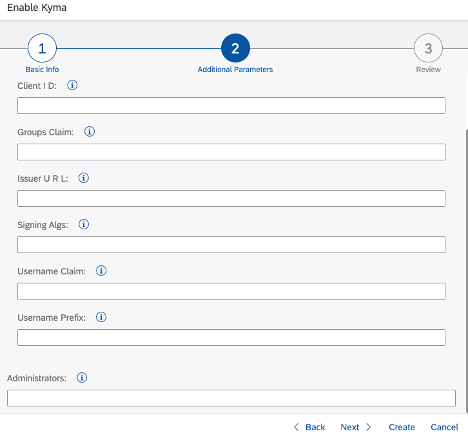 Enable Kyma
1 2 3
Basic Info Additional Parameters Review
Client I D:
Groups Claim:
Issuer U R L:
Signing Algs:
Username Claim:
Username Prefix:
Administrators:
Back Next Create Cancel